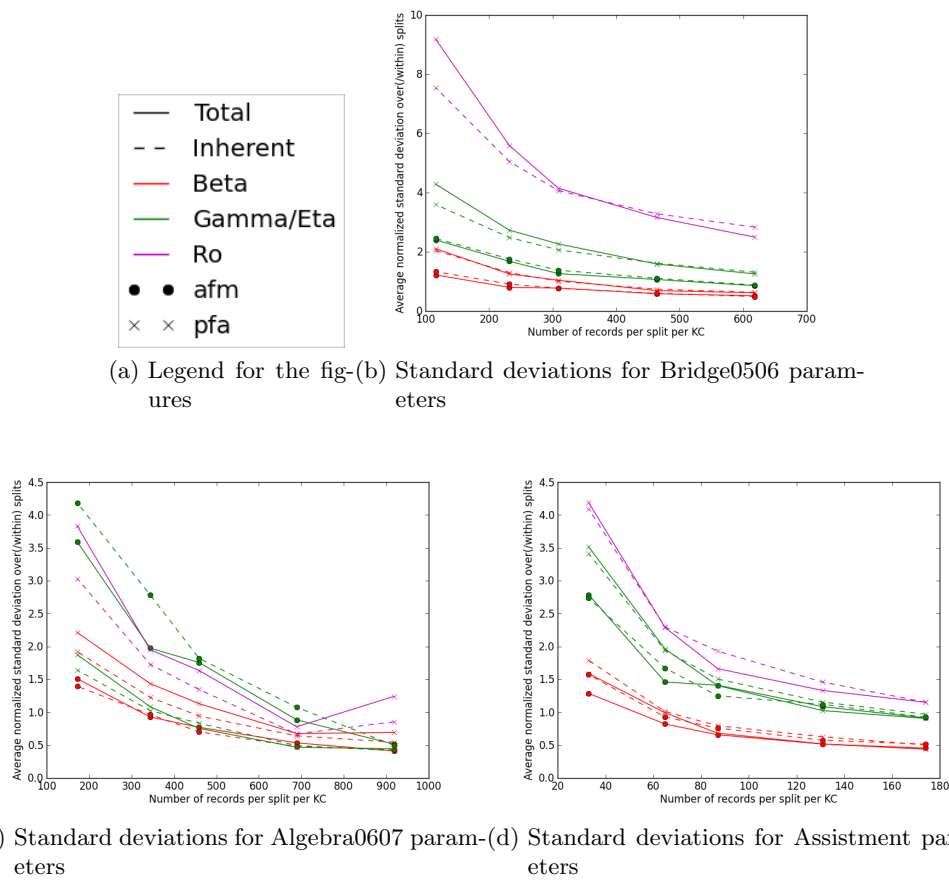 Total
Inherent
Beta
Gamma/Eta
Ro
afm
pfa
Average normalized standard deviation over(/within) splits
10
8
6
4
2
0
100 200 300 400 500 600 700
Number of records per split per KC
(a) Legend for the fig-
ures
(b) Standard deviations for Bridge0506 param-
eters
Average normalized standard deviation over(/within) splits
4.5
4.0
3.5
3.0
2.5
2.0
1.5
1.0
0.5
0.0
100 200 300 400 500 600 700 800 900 1000
Number of records per split per KC
) Standard deviations for Algebra0607 param-
eters
Average normalized standard deviation over(/within) splits
4.5
4.0
3.5
3.0
2.5
2.0
1.5
1.0
0.5
0.0
20 40 60 80 100 120 140 160 180
Number of records per split per KC
(d) Standard deviations for Assistment par
eters